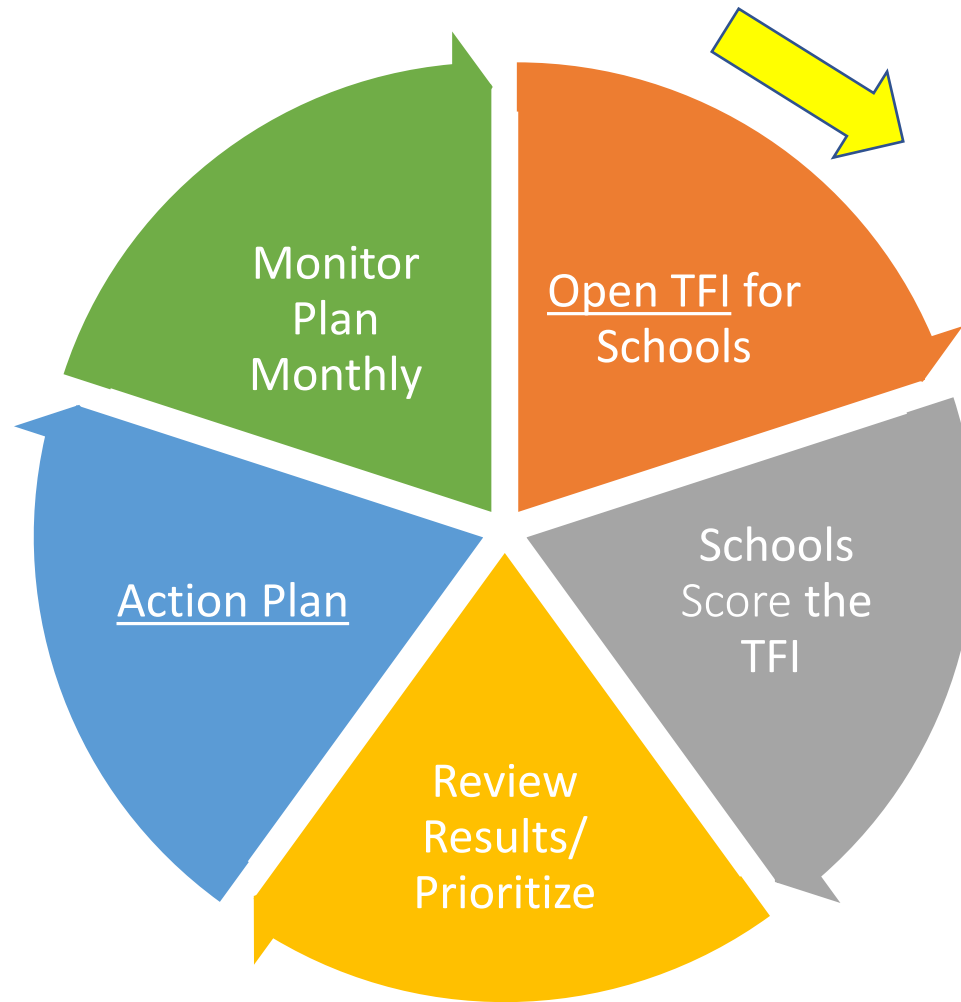 Open TFI for
Schools
Schools
Score the
TFI
Review
Results/
Prioritize
Action Plan
Monitor
Plan
Monthly